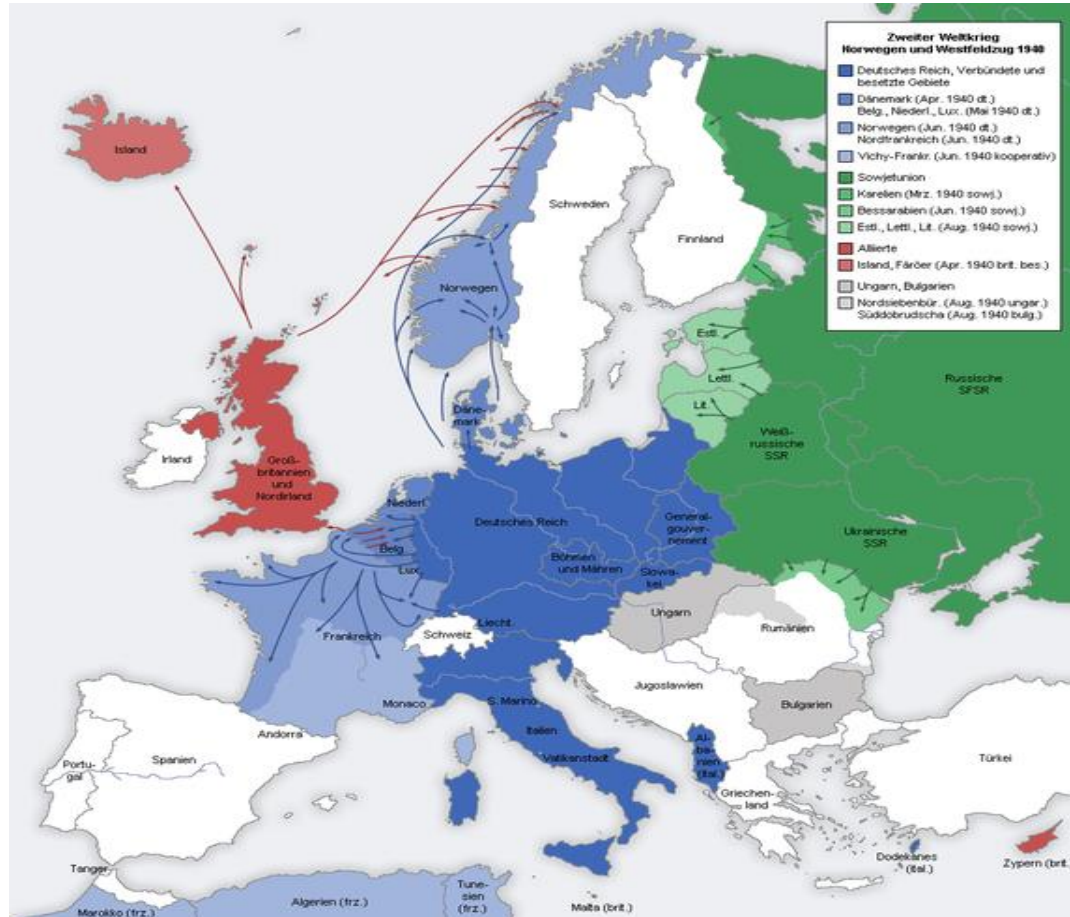 Zweiter Weltkrieg
Norwegen und Westfeldzug 1940
Deutsches Reich, Verbündete und
besetzte Gebiete
Dänemark (Apr. 1940 dt.)
Belg., Niederl., Lux. (Mai 1940 dt.)
Norwegen (Jun. 1940 dt.)
Nordfrankreich (Jun. 1940 dt.)
Vichy-Frankr. (Jun. 1940 kooperativ)
Sowjetunion
Karelien (Mrz. 1940 sowj.)
Bessarabien (Jun. 1940 sowj.)
Estl., Lettl., Lit. (Aug. 1940 sowj.)
Alliierte
Island, Färöer (Apr. 1940 brit. bes.)
Ungarn, Bulgarien
Nordsiebenbür. (Aug. 1940 ungar.)
Süddobrudscha (Aug. 1940 bulg.)
Island
Schweden
Finnland
Norwegen
Estl.
Lettl.
Lit.
Russische
SFSR
Däne-
mark
Weiß-
russische
SSR
Irland
Groß-
britannien
und
Nordirland
Niederl.
Deutsches Reich
General-
gouver-
nement
Ukrainische
SSR
Belg.
Lux.
Böhmen
und Mähren
Slowa-
kei
Ungarn
Liecht.
Schweiz
Frankreich
Rumänien
Jugoslawien
Monaco
S. Marino
Bulgarien
Andorra
Italien
Vatikanstadt
Al-
ba-
nien
(ital.)
Portu-
gal
Spanien
Türkei
Griechen-
land
Tanger
Marokko (frz.)
Algerien (frz.)
Tune-
sien
(frz.)
Malta (brit.)
Dodekanes
(ital.)
Zypern (brit.)